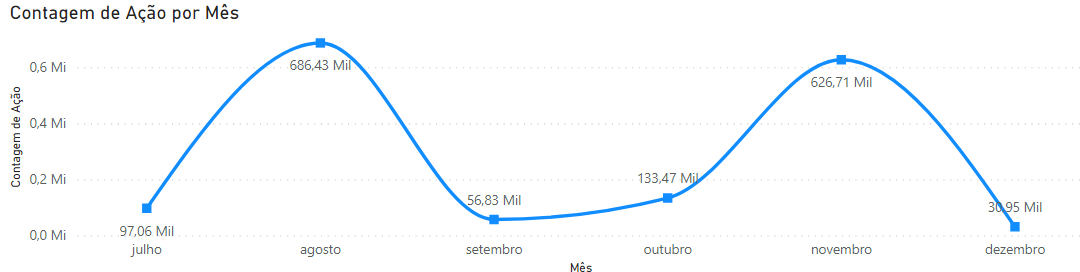 Contagem de Ação por Mês
Contagem de Ação
0,6 Mi
0,4 Mi
0,2 Mi
0,0 Mi
97,06 Mil
686,43 Mil
56,83 Mil
133,47 Mil
626,71 Mil
30,95 Mil
julho
agosto
setembro
outubro
novembro
dezembro
Mês